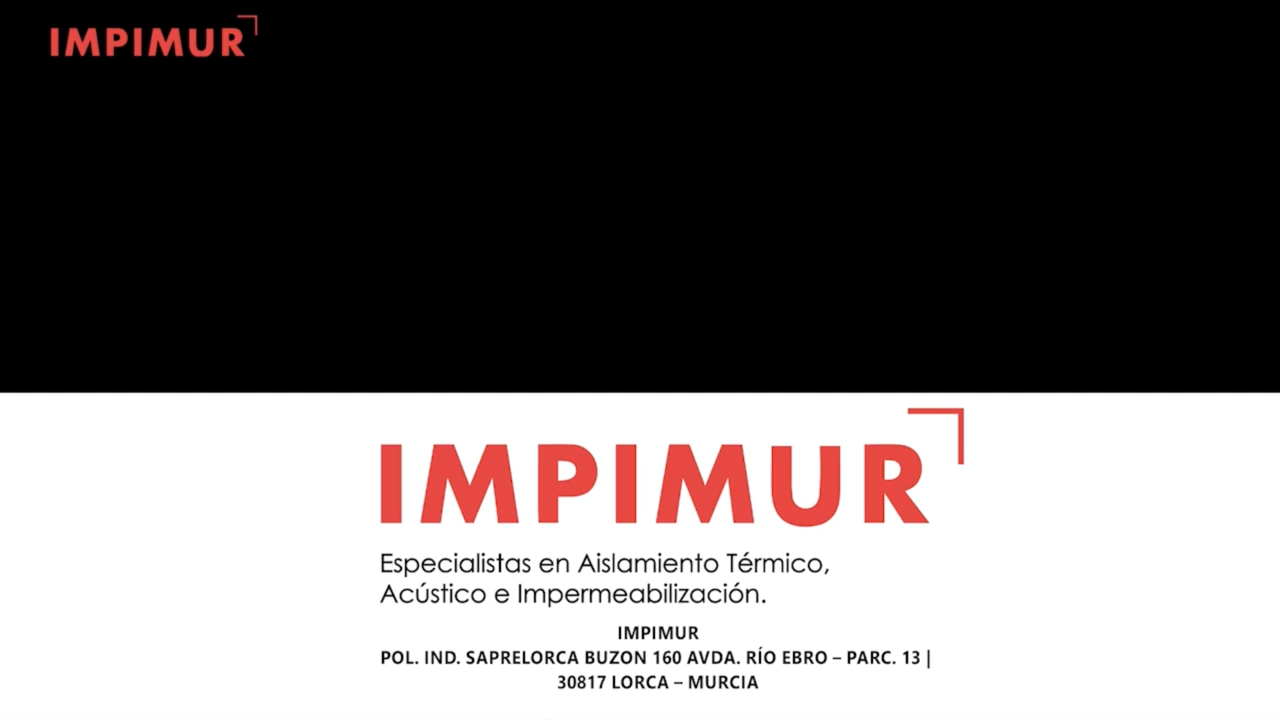 IMPIMUR
IMPIMUR
Especialistas en Aislamiento Térmico,
Acústico e Impermeabilización.
IMPIMUR
POL. IND. SAPRELORCA BUZON 160 AVDA. RÍO EBRO – PARC. 13 |
30817 LORCA – MURCIA